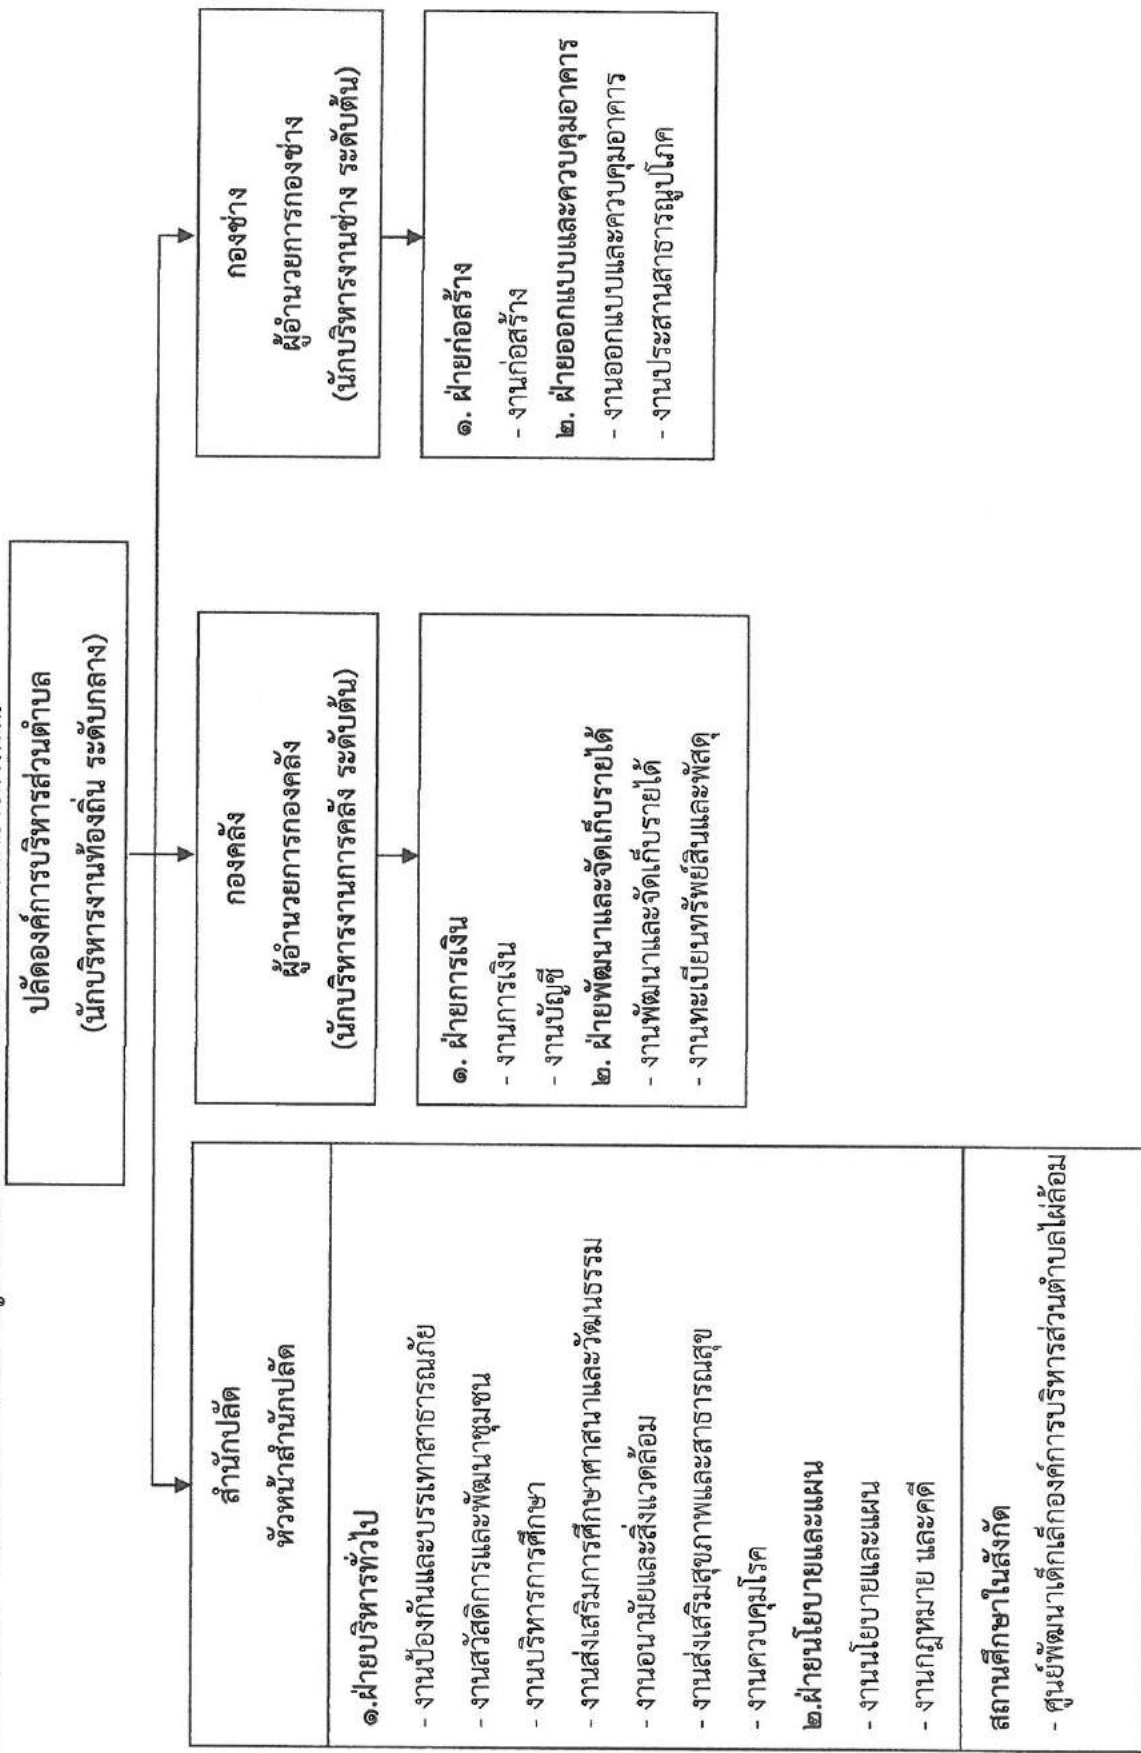 ปลัดองค์การบริหารส่วนตำบล
(นักบริหารงานท้องถิ่น ระดับกลาง)
สำนักปลัด
หัวหน้าสำนักปลัด
๑.ฝ่ายบริหารทั่วไป
- งานป้องกันและบรรเทาสาธารณภัย
- งานสวัสดิการและพัฒนาชุมชน
- งานบริหารการศึกษา
- งานส่งเสริมการศึกษาศาสนาและวัฒนธรรม
- งานอนามัยและสิ่งแวดล้อม
- งานส่งเสริมสุขภาพและสาธารณสุข
- งานควบคุมโรค
๒.ฝ่ายนโยบายและแผน
- งานนโยบายและแผน
- งานกฎหมาย และคดี
สถานศึกษาในสังกัด
- ศูนย์พัฒนาเด็กเล็กองค์การบริหารส่วนตำบลไผ่ล้อม
กองคลัง
ผู้อำนวยการกองคลัง
(นักบริหารงานการคลัง ระดับต้น)
๑. ฝ่ายการเงิน
- งานการเงิน
- งานบัญชี
๒. ฝ่ายพัฒนาและจัดเก็บรายได้
- งานพัฒนาและจัดเก็บรายได้
- งานทะเบียนทรัพย์สินและพัสดุ
กองช่าง
ผู้อำนวยการกองช่าง
(นักบริหารงานช่าง ระดับต้น)
๑. ฝ่ายก่อสร้าง
- งานก่อสร้าง
๒. ฝ่ายออกแบบและควบคุมอาคาร
- งานออกแบบและควบคุมอาคาร
- งานประสานสาธารณูปโภค